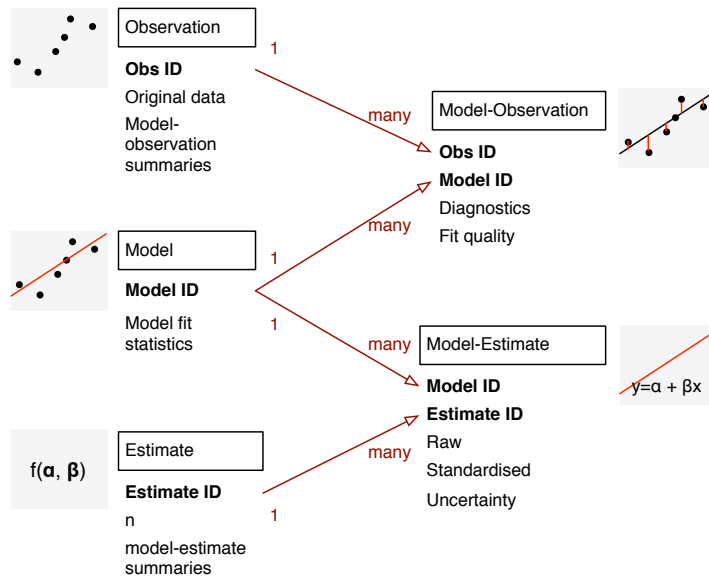 Observation
1
Obs ID
Original data
Model-
observation
summaries
many
Model-Observation
Obs ID
Model ID
Diagnostics
Fit quality
many
Model
1
Model ID
1
Model fit
statistics
many
Model-Estimate
Model ID
Estimate ID
Raw
Standardised
Uncertainty
y=α + βx
many
Estimate
f(α, β)
Estimate ID
1
n
model-estimate
summaries